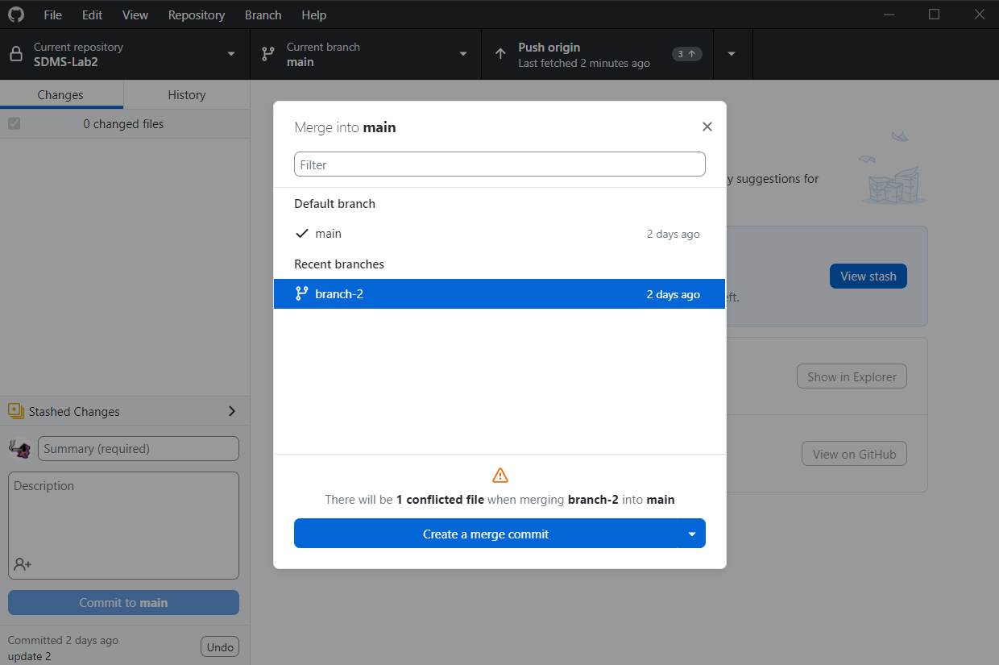 File Edit View Repository Branch Help
Current repository
SDMS-Lab2
Current branch
main
Push origin
Last fetched 2 minutes ago
3
Changes
History
0 changed files
Merge into main
Filter
Default branch
main
2 days ago
Recent branches
branch-2
2 days ago
There will be 1 conflicted file when merging branch-2 into main
Create a merge commit
y suggestions for
View stash
eft.
Show in Explorer
View on GitHub
Stashed Changes
Summary (required)
Description
Commit to main
Committed 2 days ago
update 2
Undo